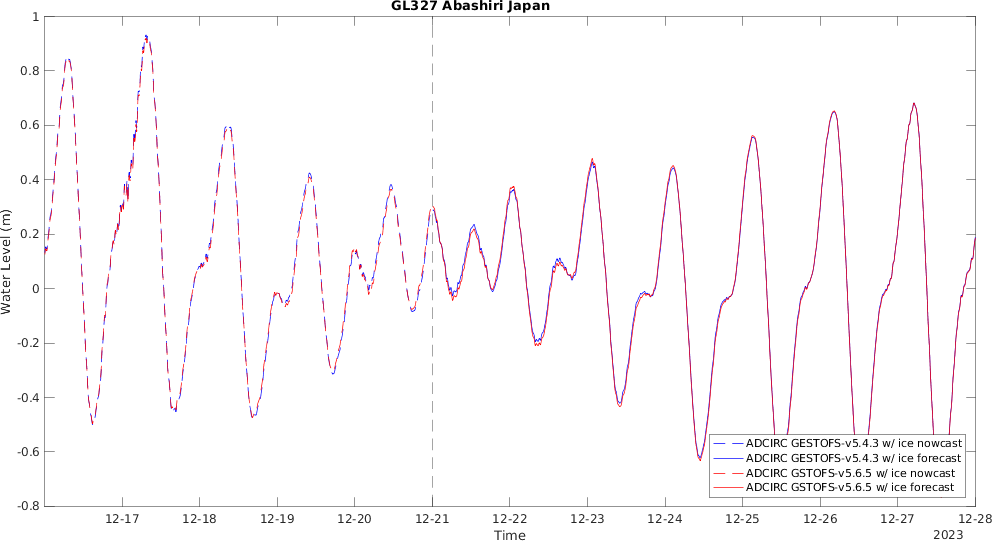 GL327 Abashiri Japan
Water Level (m)
1
0.8
0.6
0.4
0.2
0
-0.2
-0.4
-0.6
-0.8
ADCIRC GESTOFS-v5.4.3 w/ ice nowcast
ADCIRC GESTOFS-v5.4.3 w/ ice forecast
ADCIRC GSTOFS-v5.6.5 w/ ice nowcast
ADCIRC GSTOFS-v5.6.5 w/ ice forecast
12-17 12-18 12-19 12-20 12-21 12-22 12-23 12-24 12-25 12-26 12-27 12-28
Time
2023